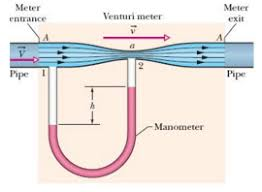 Meter
entrance
Venturi meter
Meter
exit
v
A
a
A
V
Pipe
1
2
Pipe
h
Manometer